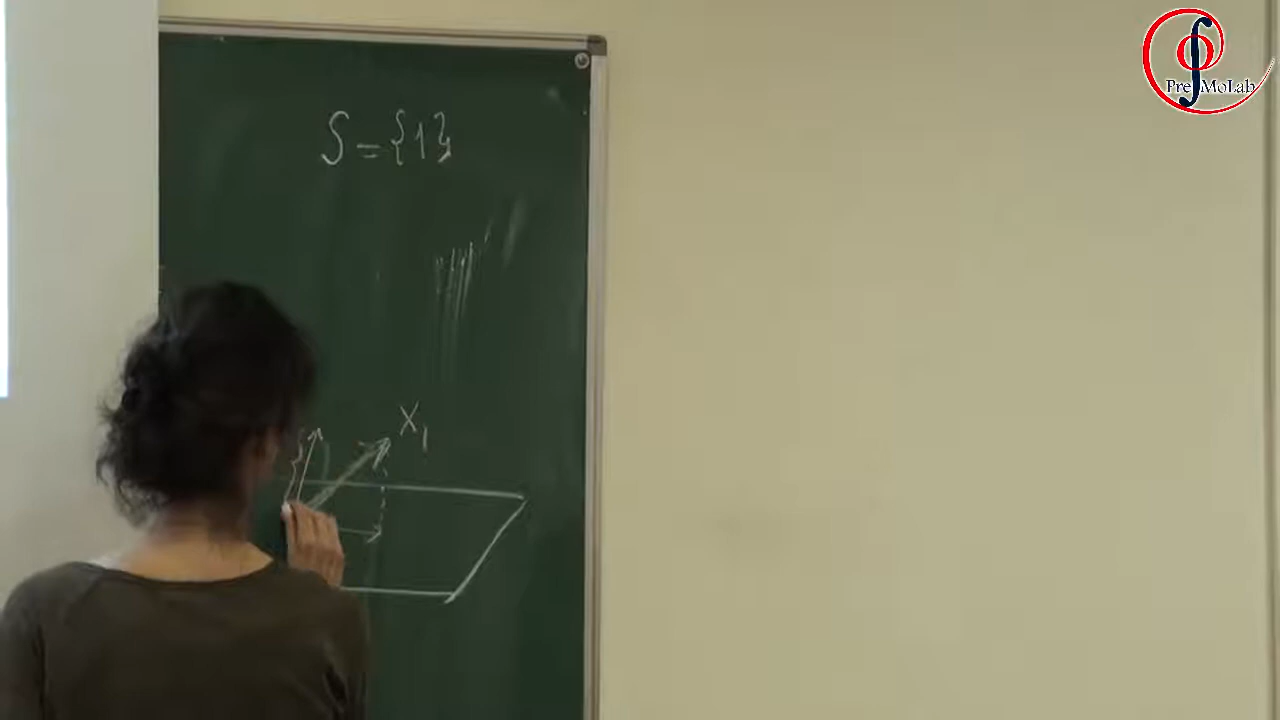 PreMoLab
S = {1}
X₁